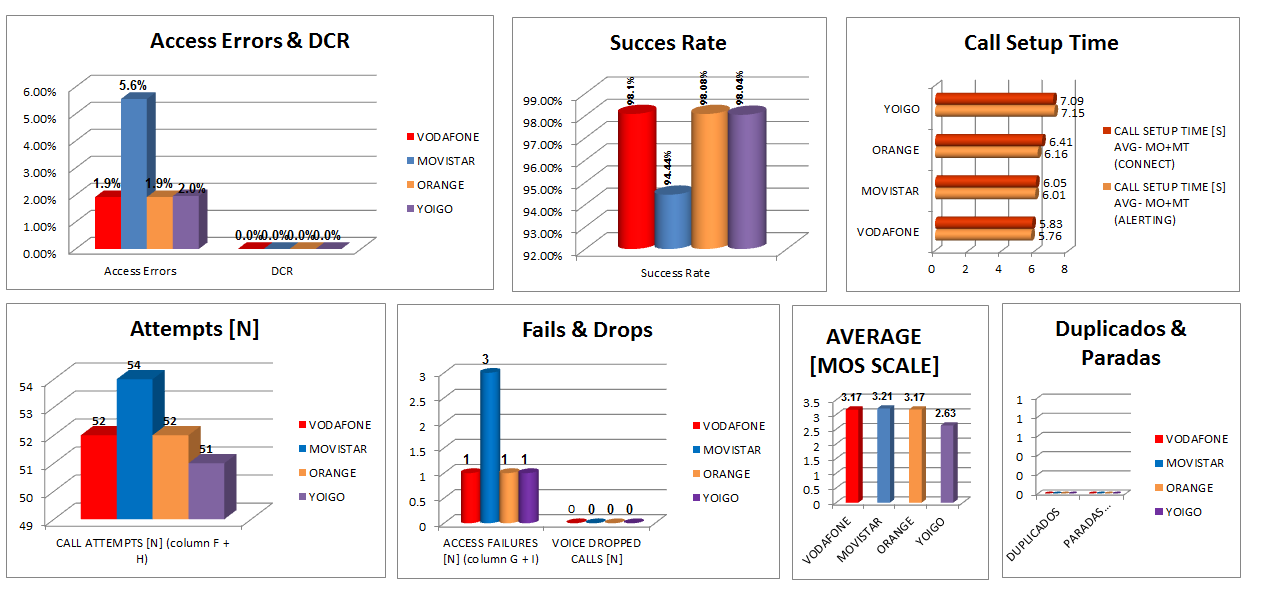 Access Errors & DCR
6.00%
5.00%
4.00%
3.00%
2.00%
1.00%
0.00%
5.6%
1.9%
1.9%
2.0%
0.0%
0.0%
0.0%
0.0%
Access Errors
DCR
VODAFONE
MOVISTAR
ORANGE
YOIGO
Succes Rate
99.00%
98.00%
97.00%
96.00%
95.00%
94.00%
93.00%
92.00%
98.1%
94.44%
98.08%
98.04%
Success Rate
Call Setup Time
YOIGO
ORANGE
MOVISTAR
VODAFONE
7.09
7.15
6.41
6.16
6.05
6.01
5.83
5.76
0
2
4
6
8
CALL SETUP TIME [S]
AVG- MO+MT
(CONNECT)
CALL SETUP TIME [S]
AVG- MO+MT
(ALERTING)
Attempts [N]
54
53
52
51
50
49
52
54
52
51
CALL ATTEMPTS [N] (column F +
H)
VODAFONE
MOVISTAR
ORANGE
YOIGO
Fails & Drops
3
2.5
2
1.5
1
0.5
0
1
3
1
1
0
0
0
0
ACCESS FAILURES
[N] (column G + I)
VOICE DROPPED
CALLS [N]
VODAFONE
MOVISTAR
ORANGE
YOIGO
AVERAGE
[MOS SCALE]
3.5
3
2.5
2
1.5
1
0.5
0
3.17
3.21
3.17
2.63
VODAFONE
MOVISTAR
ORANGE
YOIGO
Duplicados &
Paradas
1
1
1
0
0
0
DUPLICADOS
PARADAS...
VODAFONE
MOVISTAR
ORANGE
YOIGO